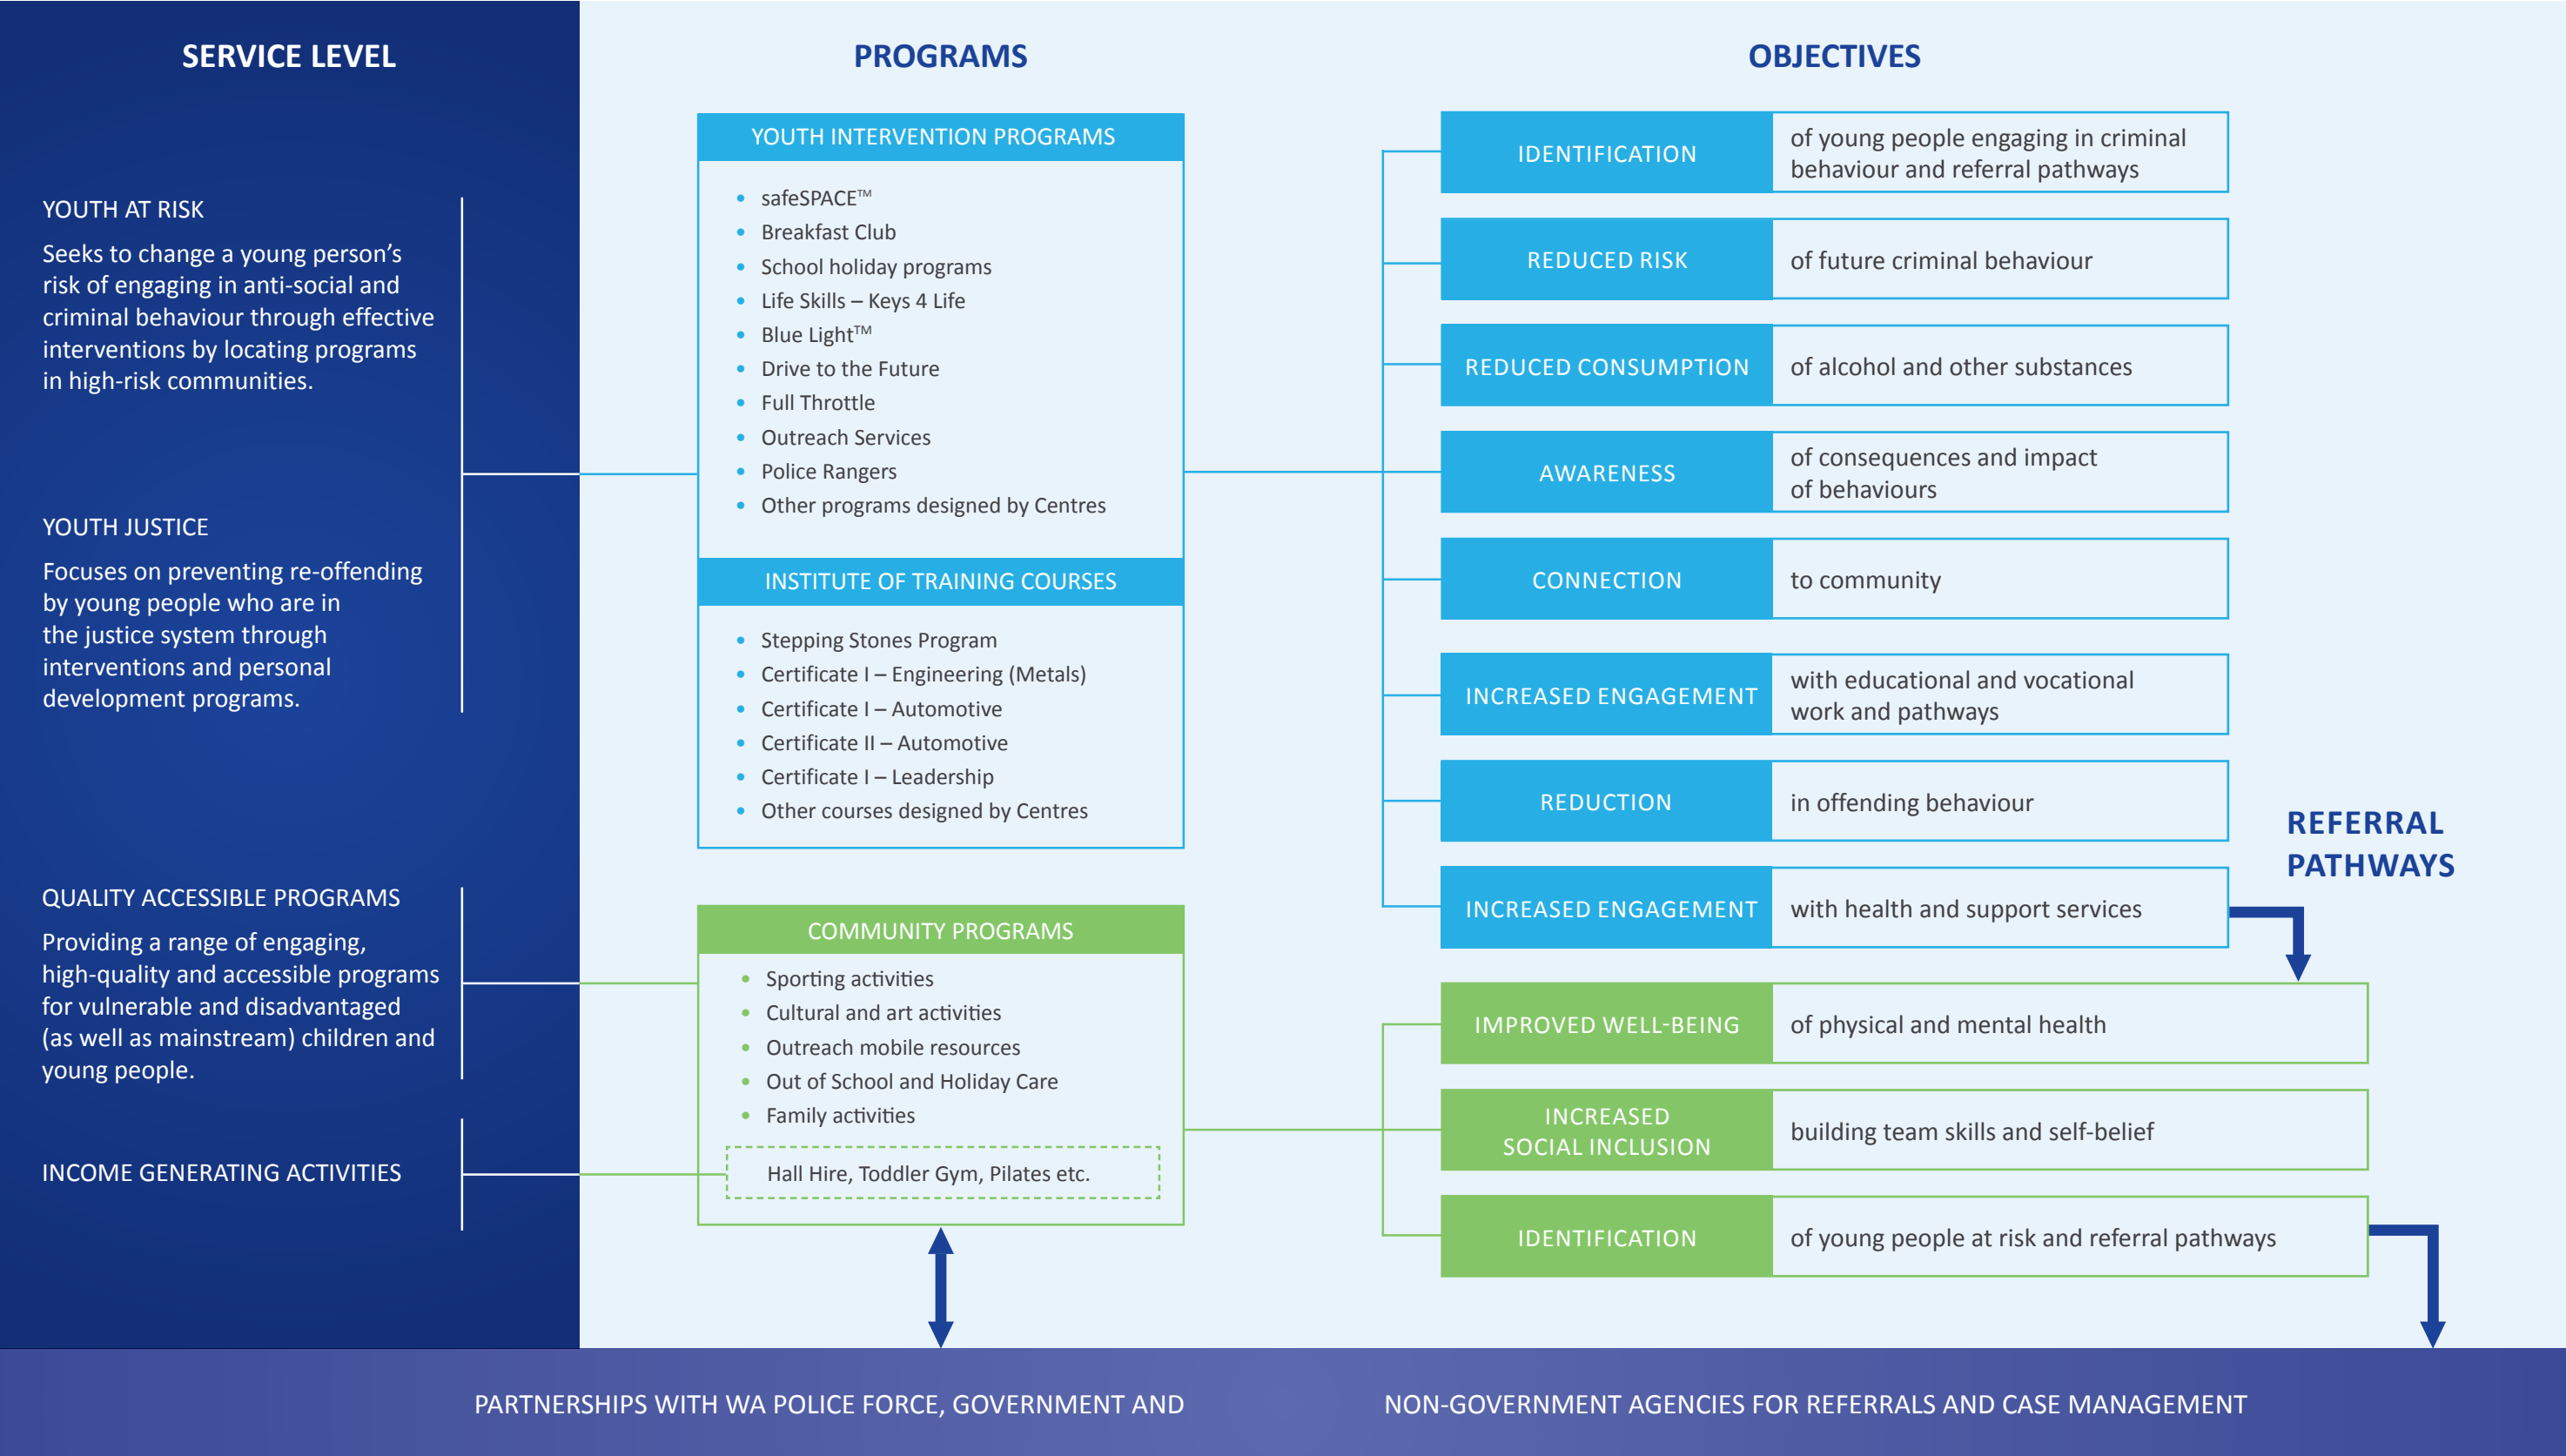 SERVICE LEVEL
YOUTH AT RISK
Seeks to change a young person’s
risk of engaging in anti-social and
criminal behaviour through effective
interventions by locating programs
in high-risk communities.
YOUTH JUSTICE
Focuses on preventing re-offending
by young people who are in
the justice system through
interventions and personal
development programs.
QUALITY ACCESSIBLE PROGRAMS
Providing a range of engaging,
high-quality and accessible programs
for vulnerable and disadvantaged
(as well as mainstream) children and
young people.
INCOME GENERATING ACTIVITIES
PROGRAMS
YOUTH INTERVENTION PROGRAMS
• safeSPACE™
• Breakfast Club
• School holiday programs
• Life Skills – Keys 4 Life
• Blue Light™
• Drive to the Future
• Full Throttle
• Outreach Services
• Police Rangers
• Other programs designed by Centres
INSTITUTE OF TRAINING COURSES
• Stepping Stones Program
• Certificate I – Engineering (Metals)
• Certificate I – Automotive
• Certificate II – Automotive
• Certificate I – Leadership
• Other courses designed by Centres
COMMUNITY PROGRAMS
• Sporting activities
• Cultural and art activities
• Outreach mobile resources
• Out of School and Holiday Care
• Family activities
Hall Hire, Toddler Gym, Pilates etc.
OBJECTIVES
IDENTIFICATION
of young people engaging in criminal
behaviour and referral pathways
REDUCED RISK
of future criminal behaviour
REDUCED CONSUMPTION
of alcohol and other substances
AWARENESS
of consequences and impact
of behaviours
CONNECTION
to community
INCREASED ENGAGEMENT
with educational and vocational
work and pathways
REDUCTION
in offending behaviour
INCREASED ENGAGEMENT
with health and support services
REFERRAL
PATHWAYS
IMPROVED WELL-BEING
of physical and mental health
INCREASED
SOCIAL INCLUSION
building team skills and self-belief
IDENTIFICATION
of young people at risk and referral pathways
PARTNERSHIPS WITH WA POLICE FORCE, GOVERNMENT AND NON-GOVERNMENT AGENCIES FOR REFERRALS AND CASE MANAGEMENT